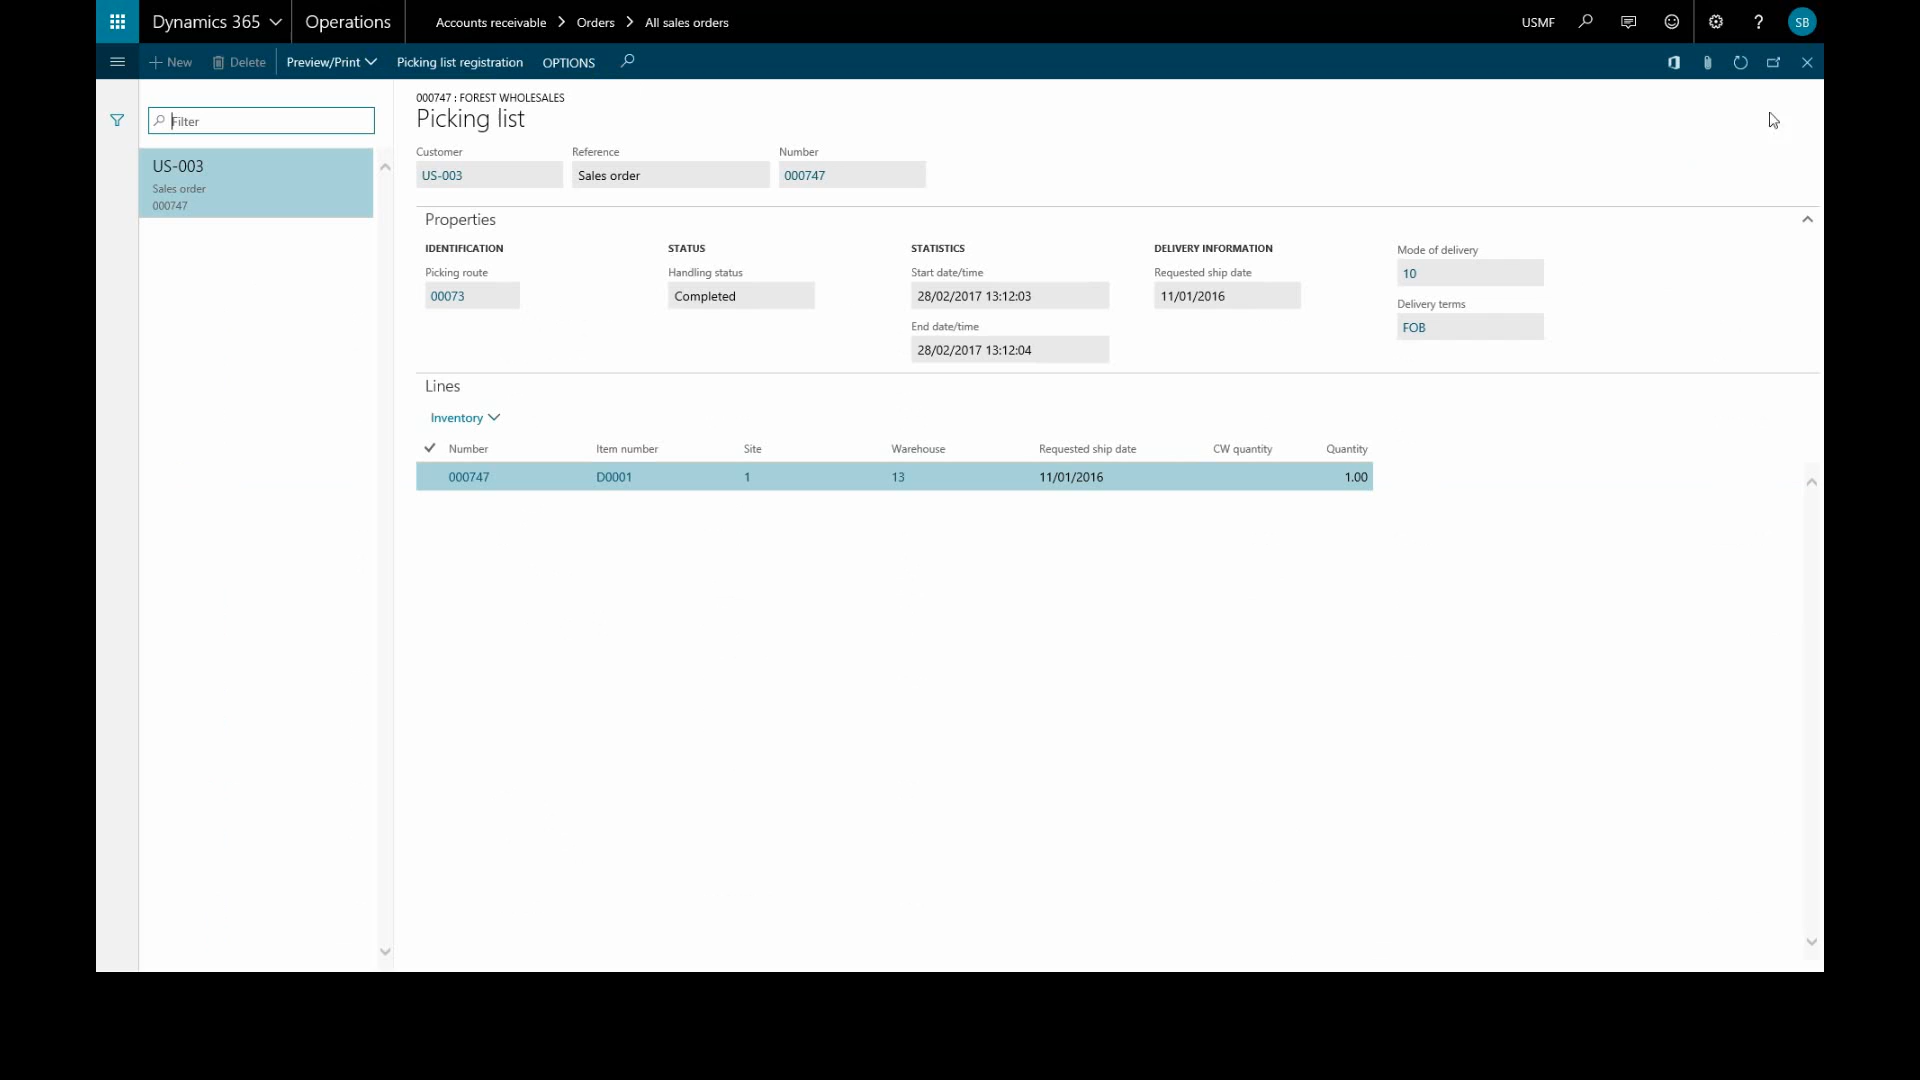 Dynamics 365 Operations Accounts receivable Orders All sales orders USMF ? SB
New Delete Preview/Print Picking list registration OPTIONS
Filter
US-003
Sales order
000747
000747 : FOREST WHOLESALES
Picking list
Customer Reference Number
US-003 Sales order 000747
Properties
IDENTIFICATION STATUS STATISTICS DELIVERY INFORMATION Mode of delivery
10
Picking route Handling status Start date/time Requested ship date
00073 Completed 28/02/2017 13:12:03 11/01/2016
Delivery terms
FOB
End date/time
28/02/2017 13:12:04
Lines
Inventory
Number Item number Site Warehouse Requested ship date CW quantity Quantity
000747 D0001 1 13 11/01/2016 1.00